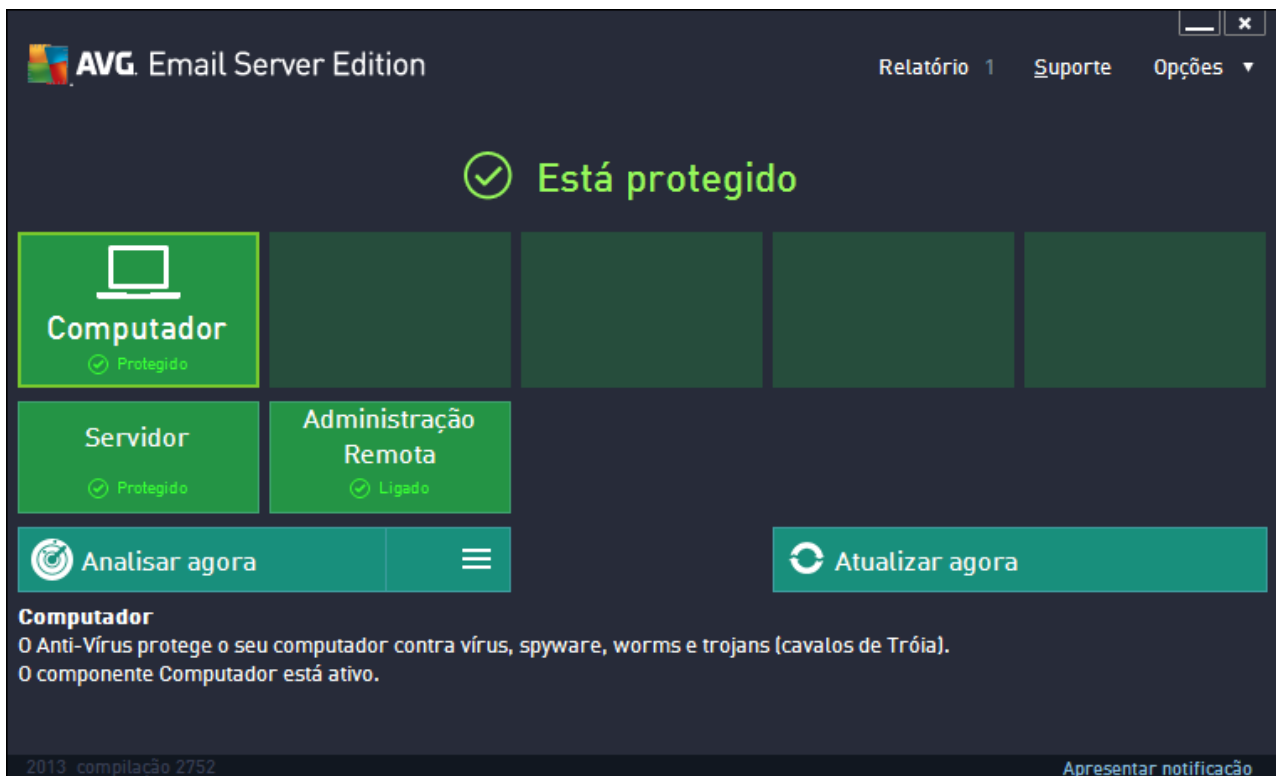 AVG. Email Server Edition
Relatório 1 Suporte Opções
Está protegido
Computador
Protegido
Servidor
Protegido
Administração
Remota
Ligado
Analisar agora
Atualizar agora
Computador
O Anti-Vírus protege o seu computador contra vírus, spyware, worms e trojans (cavalos de Tróia).
O componente Computador está ativo.
2013 compilação 2752
Apresentar notificação